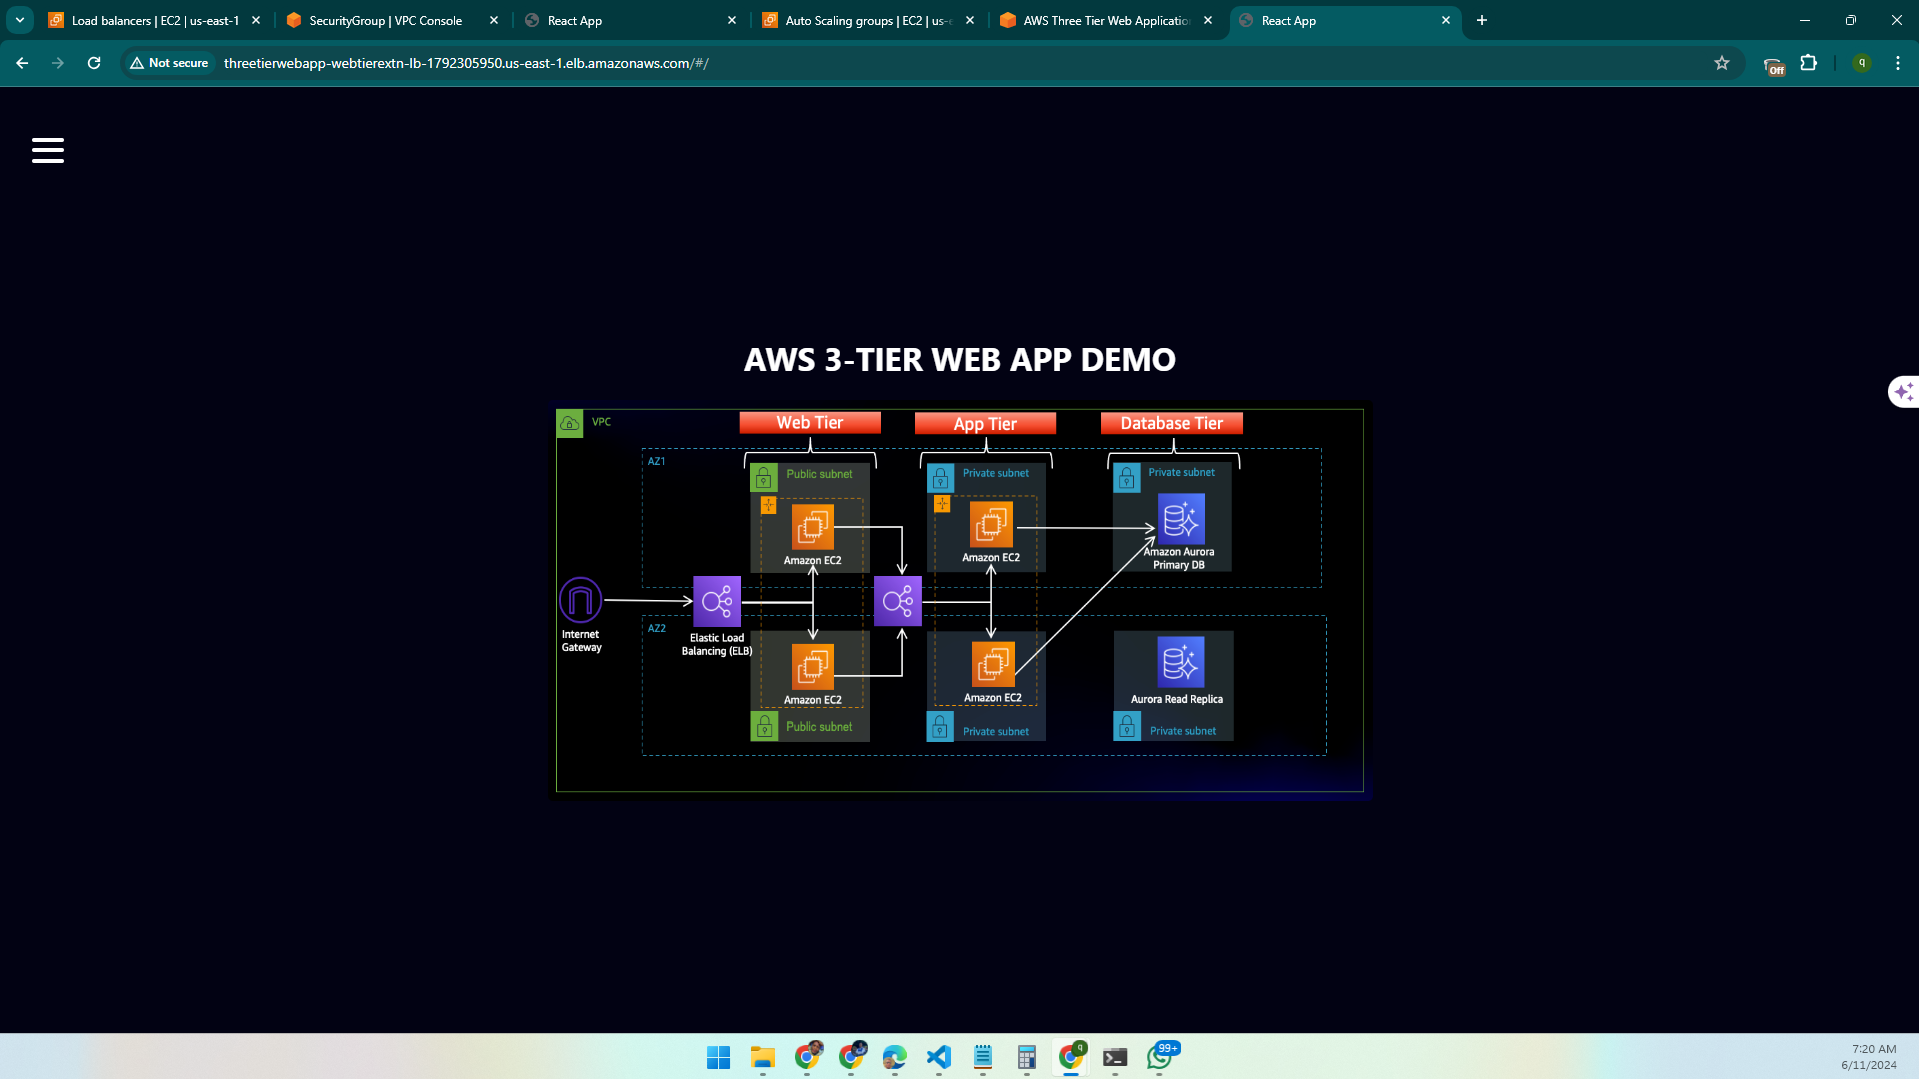 Load balancers | EC2 | us-east-1
SecurityGroup | VPC Console
React App
Auto Scaling groups | EC2 | us-e
AWS Three Tier Web Application
React App
Not secure
threetierwebapp-webtierextn-lb-1792305950.us-east-1.elb.amazonaws.com/#/
Off
q
AWS 3-TIER WEB APP DEMO
VPC
Web Tier
App Tier
Database Tier
AZ1
Public subnet
Private subnet
Private subnet
Amazon EC2
Amazon EC2
Amazon Aurora
Primary DB
Internet
Gateway
AZ2
Elastic Load
Balancing (ELB)
Amazon EC2
Amazon EC2
Aurora Read Replica
Public subnet
Private subnet
Private subnet
q
99+
7:20 AM
6/11/2024